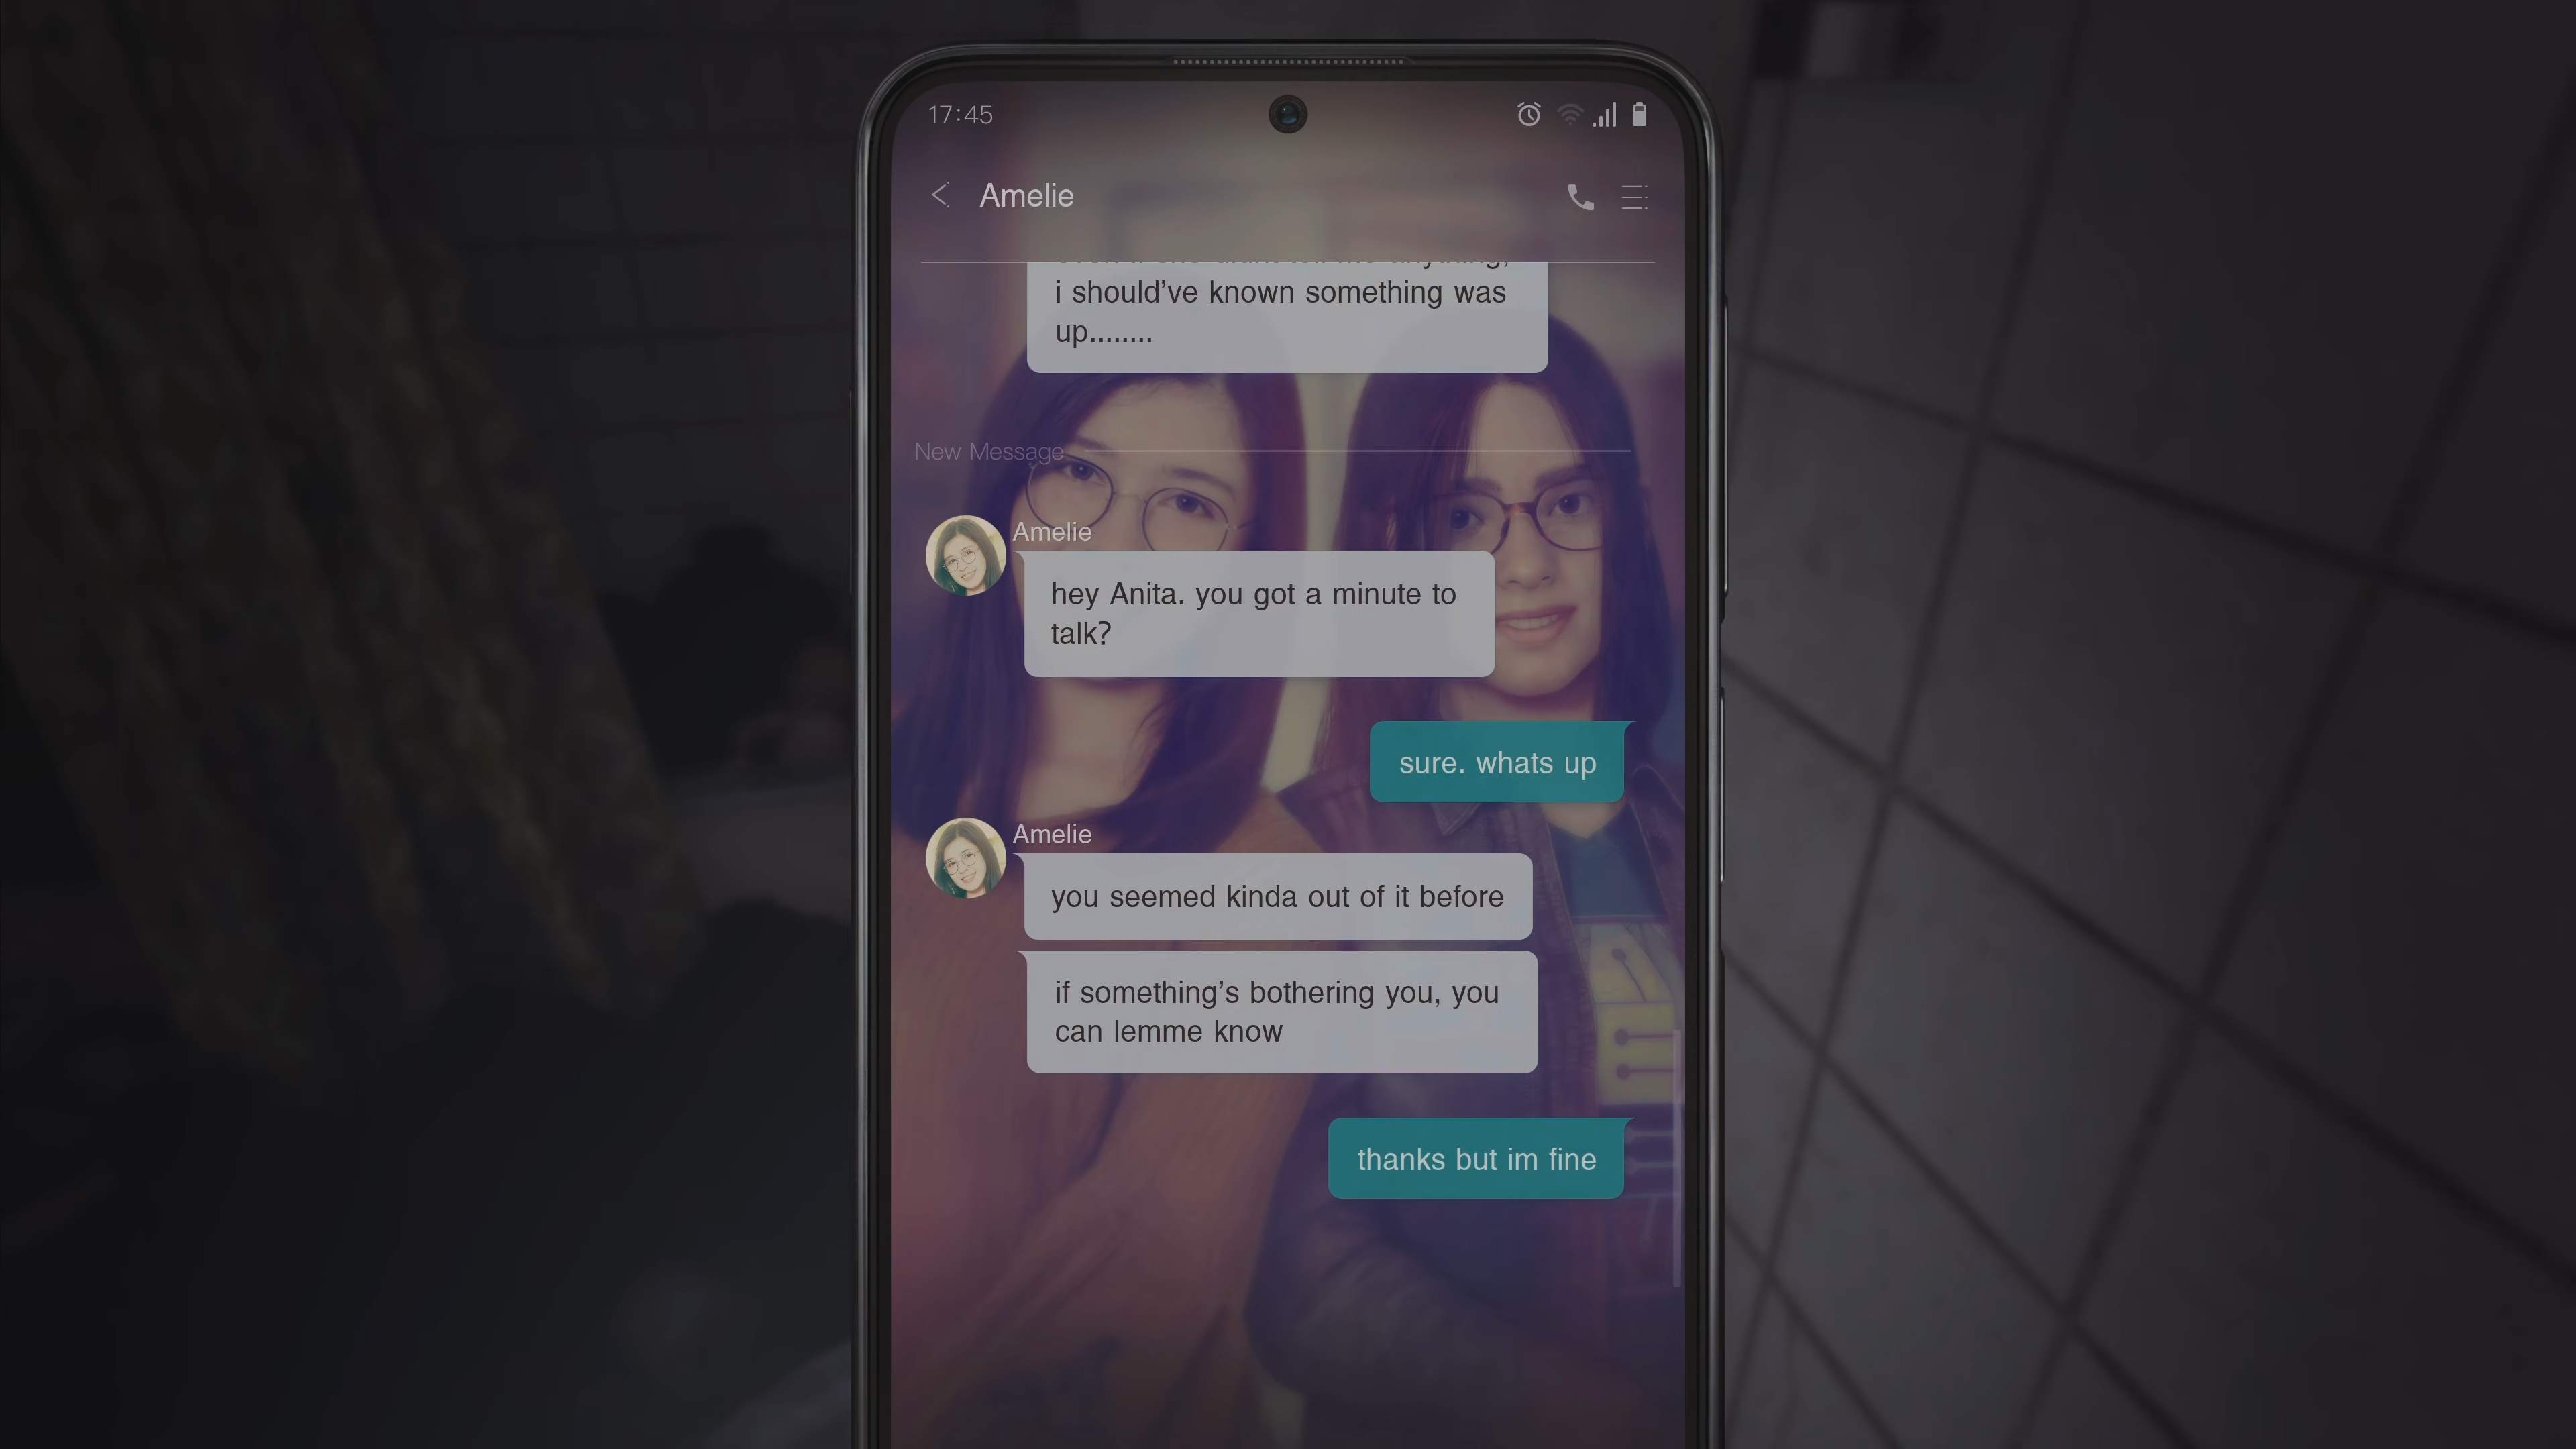 17:45
Amelie
i should’ve known something was
up........
New Message
Amelie
hey Anita. you got a minute to
talk?
sure. whats up
Amelie
you seemed kinda out of it before
if something’s bothering you, you
can lemme know
thanks but im fine